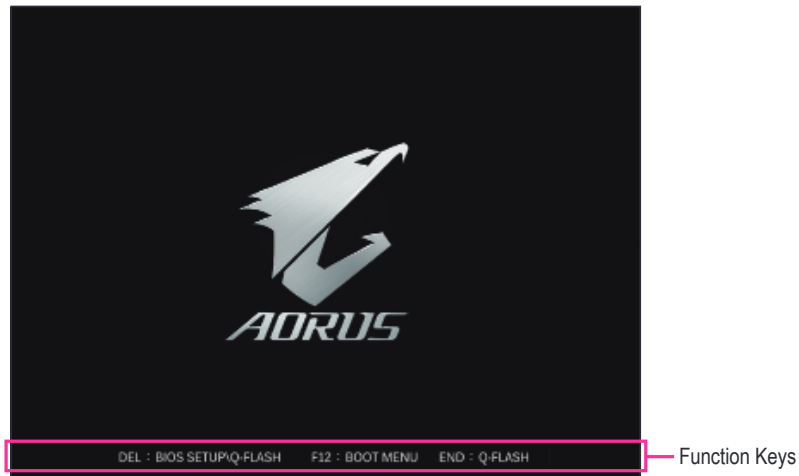 AORUS
DEL : BIOS SETUP\Q-FLASH F12 : BOOT MENU END : Q-FLASH
Function Keys